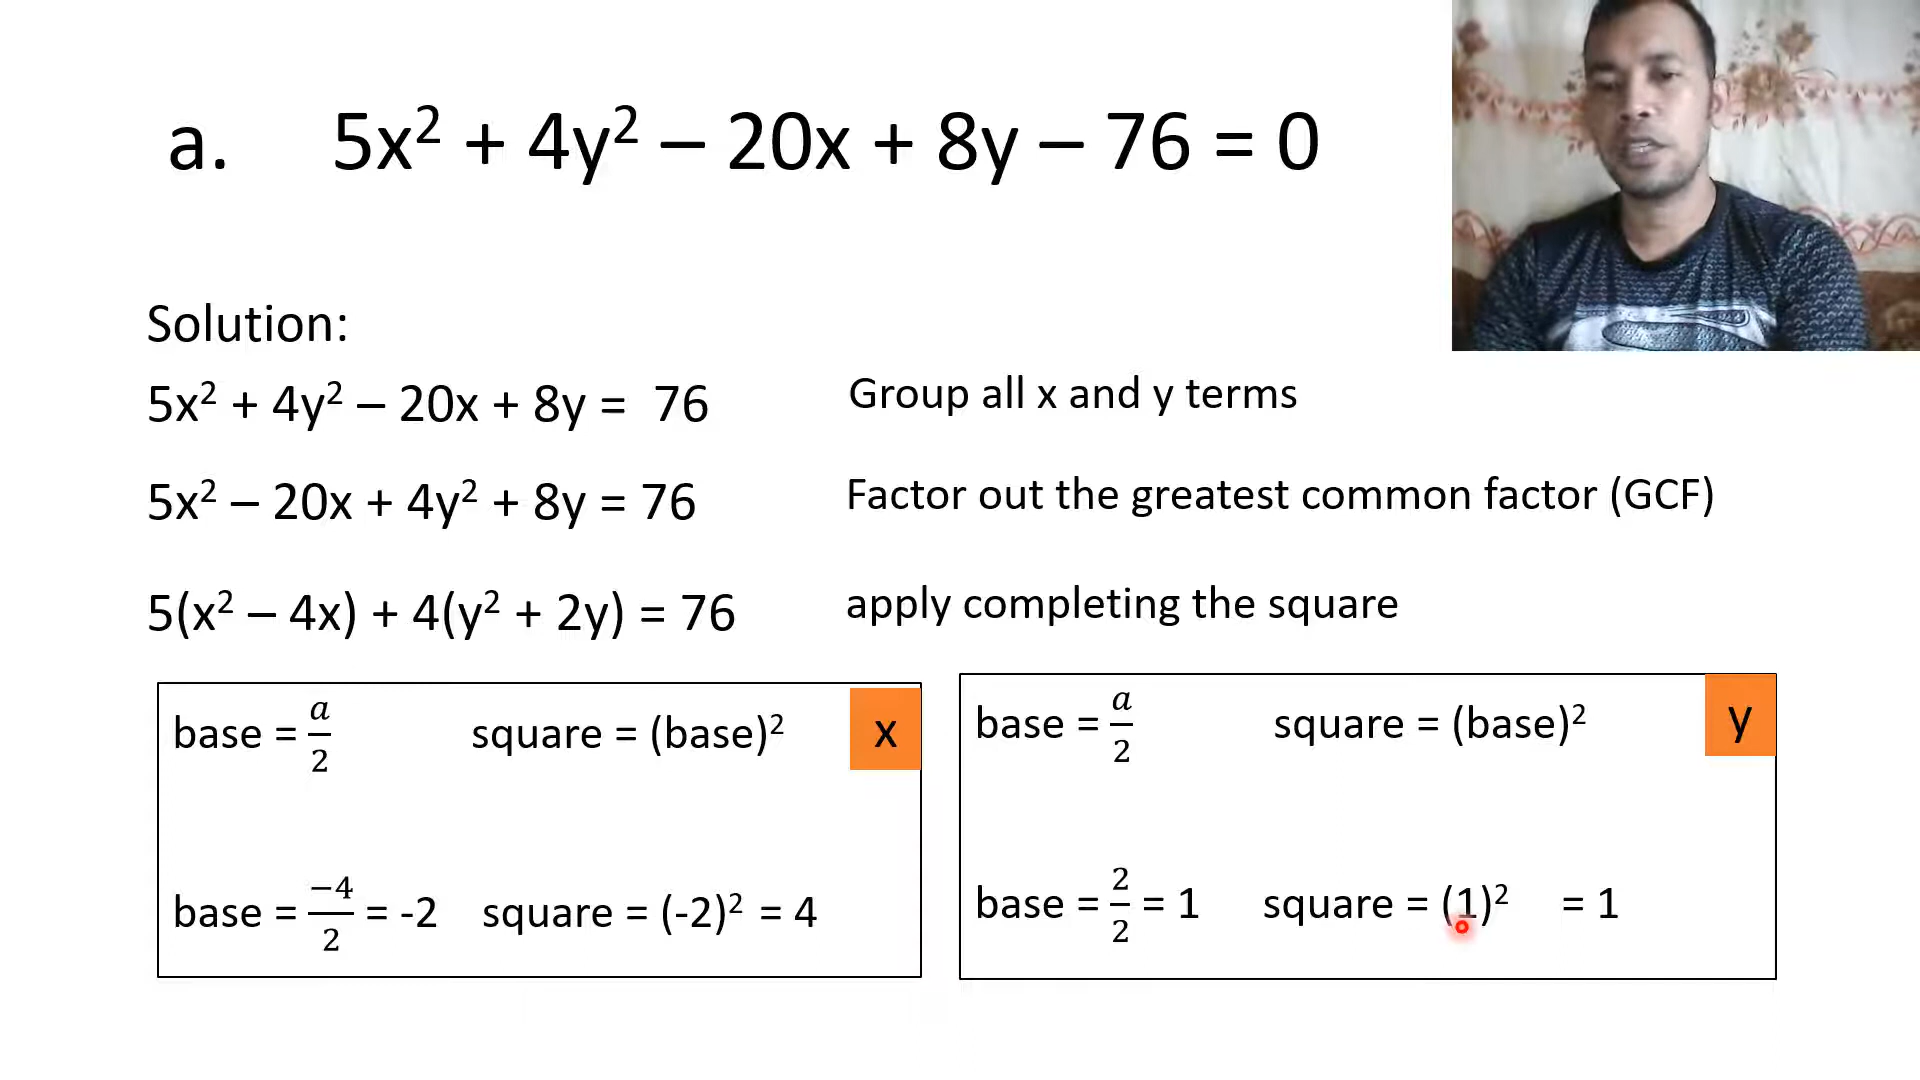 a. 5x² + 4y² – 20x + 8y – 76 = 0
Solution:
5x² + 4y² – 20x + 8y = 76 Group all x and y terms
5x² – 20x + 4y² + 8y = 76 Factor out the greatest common factor (GCF)
5(x² – 4x) + 4(y² + 2y) = 76 apply completing the square
base = a/2 square = (base)² x
base = −4/2 = -2 square = (-2)² = 4
base = a/2 square = (base)² y
base = 2/2 = 1 square = (1)² = 1